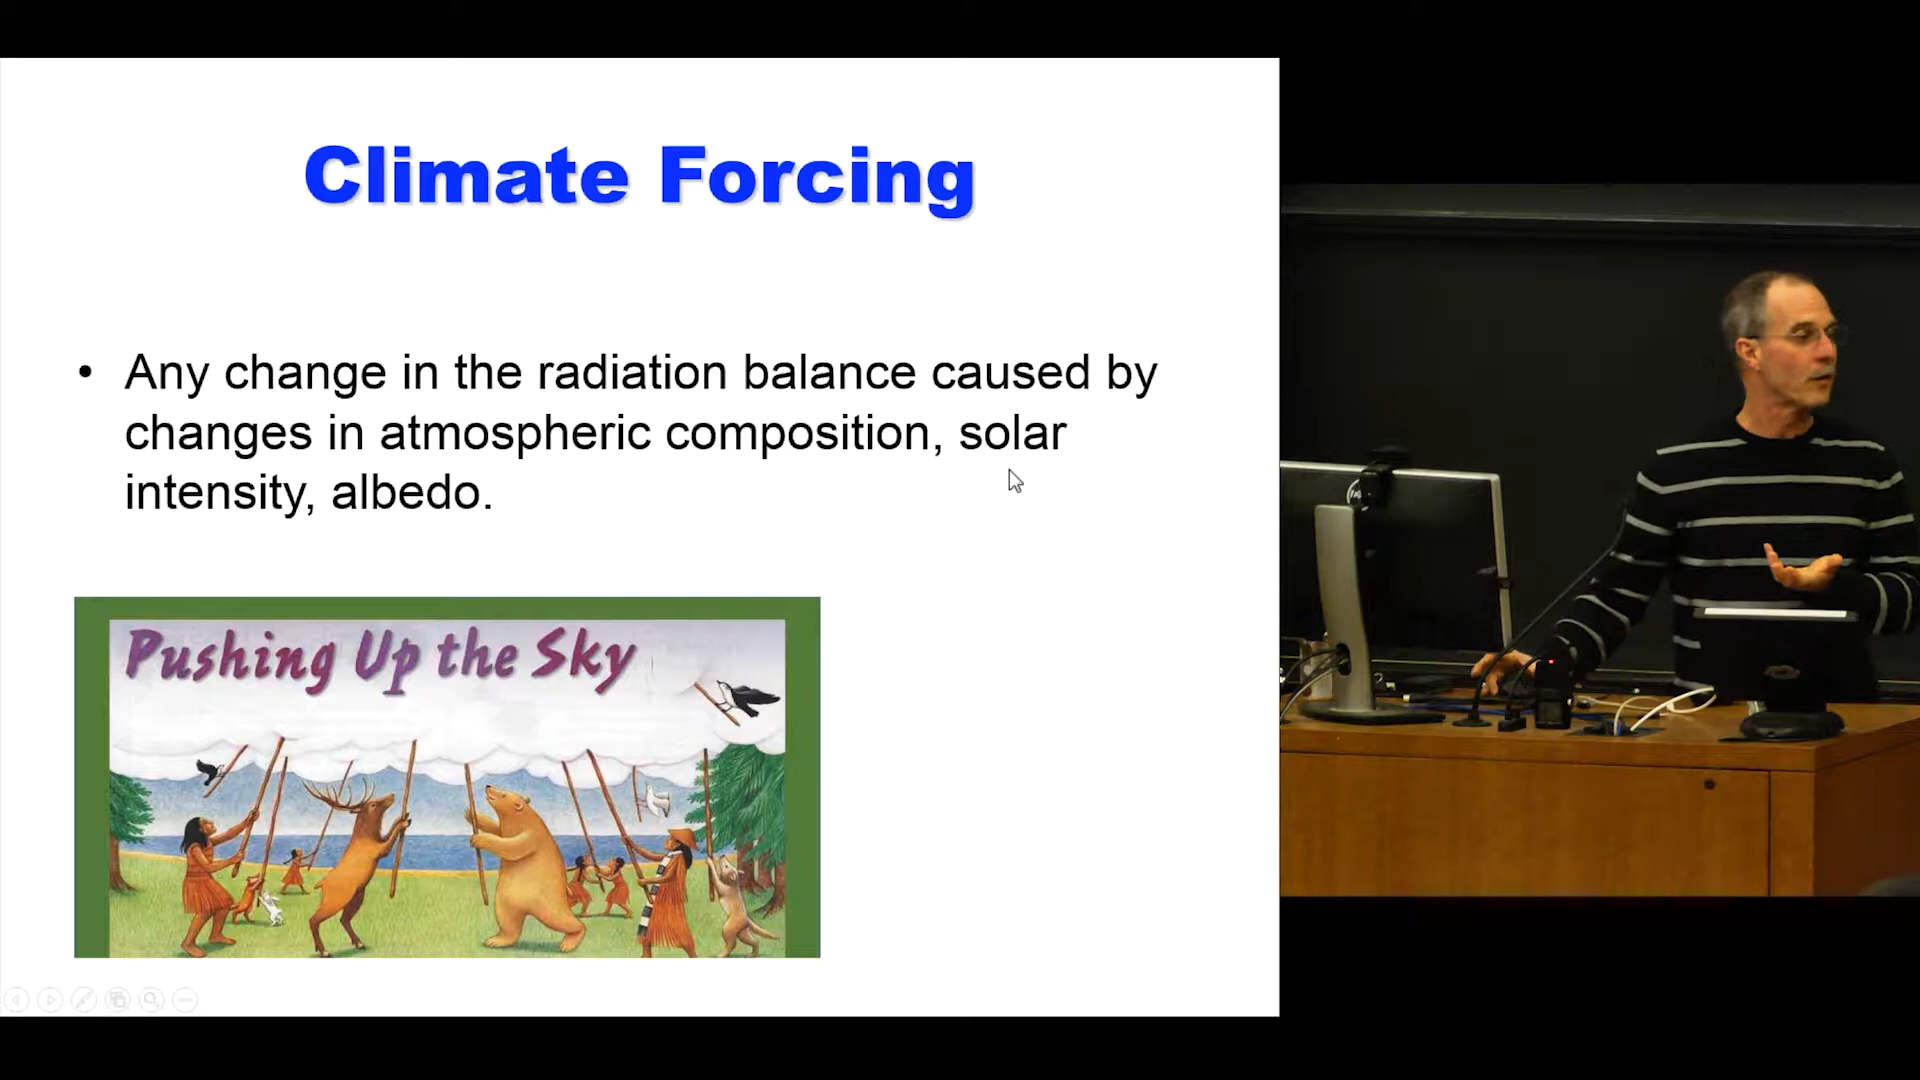 Climate Forcing
• Any change in the radiation balance caused by
changes in atmospheric composition, solar
intensity, albedo.
Pushing Up the Sky